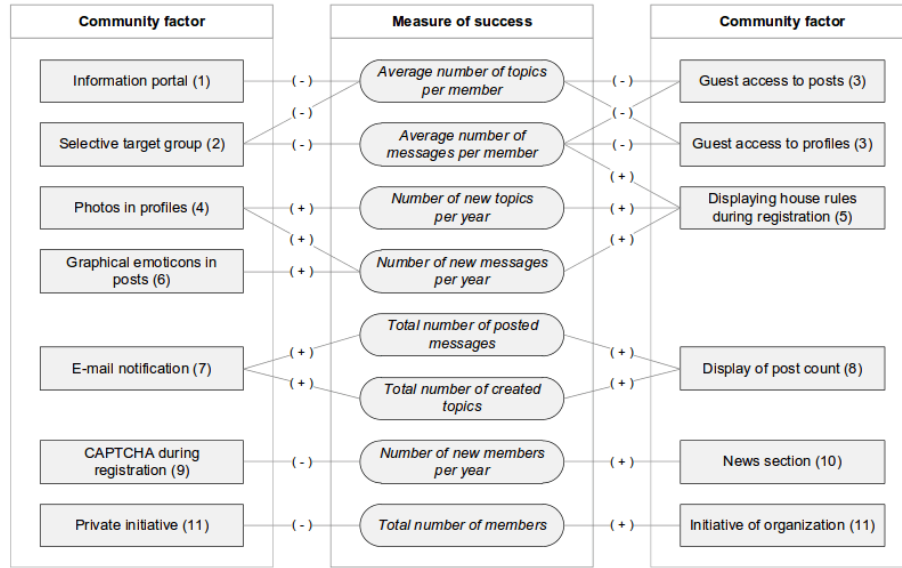 Community factor
Measure of success
Community factor
Information portal (1)
( - )
Average number of topics
per member
( - )
Guest access to posts (3)
( - )
( - )
Selective target group (2)
( - )
Average number of
messages per member
( - )
Guest access to profiles (3)
( + )
Photos in profiles (4)
( + )
Number of new topics
per year
( + )
Displaying house rules
during registration (5)
( + )
( + )
Graphical emoticons in
posts (6)
( + )
Number of new messages
per year
Total number of posted
messages
( + )
( + )
E-mail notification (7)
Display of post count (8)
( + )
( + )
Total number of created
topics
CAPTCHA during
registration (9)
( - )
Number of new members
per year
( + )
News section (10)
Private initiative (11)
( - )
Total number of members
( + )
Initiative of organization (11)